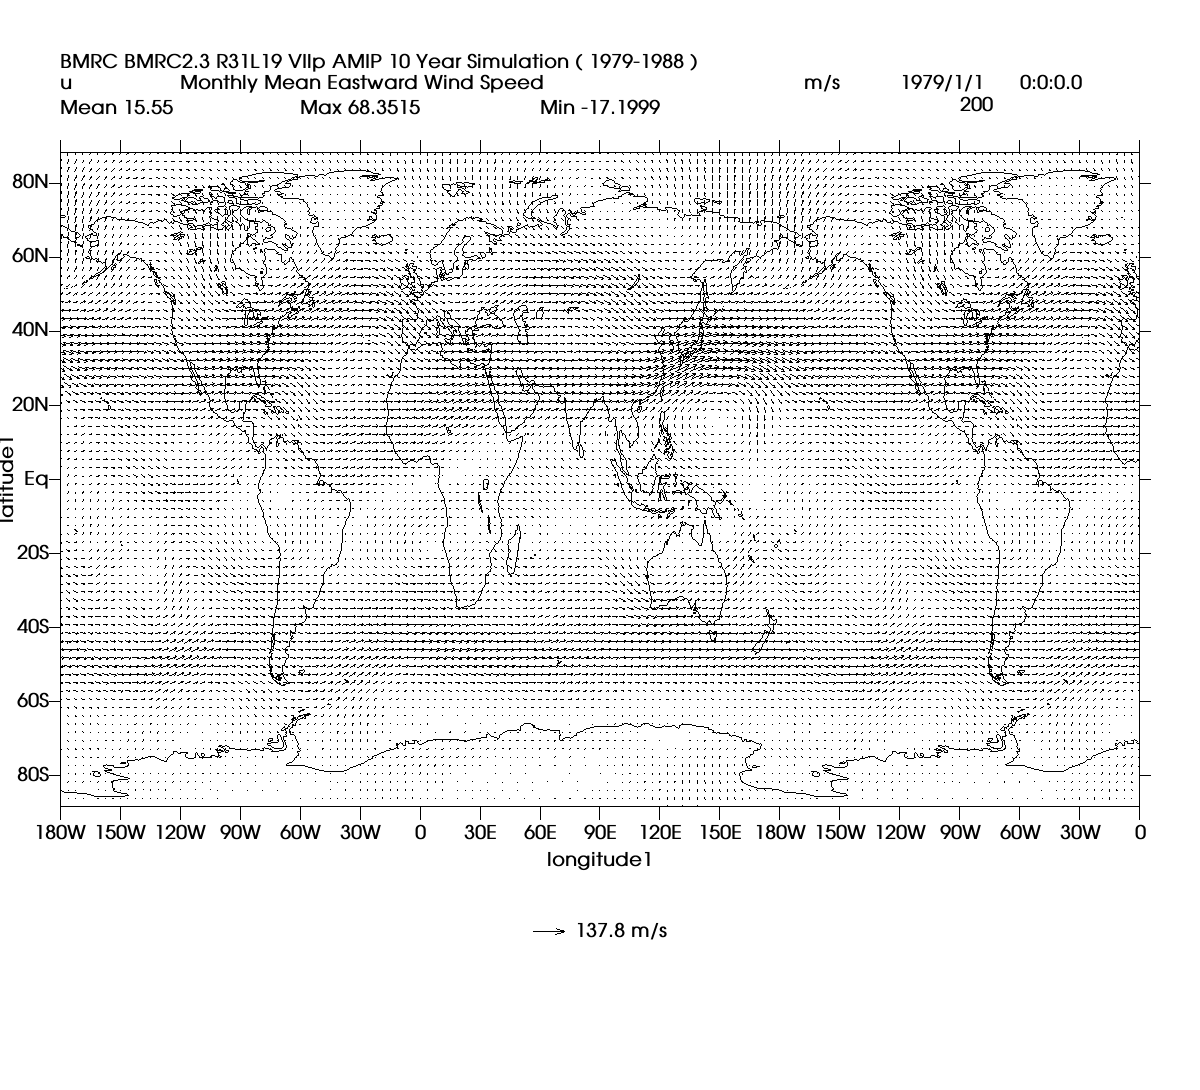 BMRC BMRC2.3 R31L19 VIIp AMIP 10 Year Simulation ( 1979-1988 )
u Monthly Mean Eastward Wind Speed m/s 1979/1/1 0:0:0.0
Mean 15.55 Max 68.3515 Min -17.1999 200
80N
60N
40N
20N
Eq
20S
40S
60S
80S
latitude1
180W 150W 120W 90W 60W 30W 0 30E 60E 90E 120E 150E 180W 150W 120W 90W 60W 30W 0
longitude1
137.8 m/s